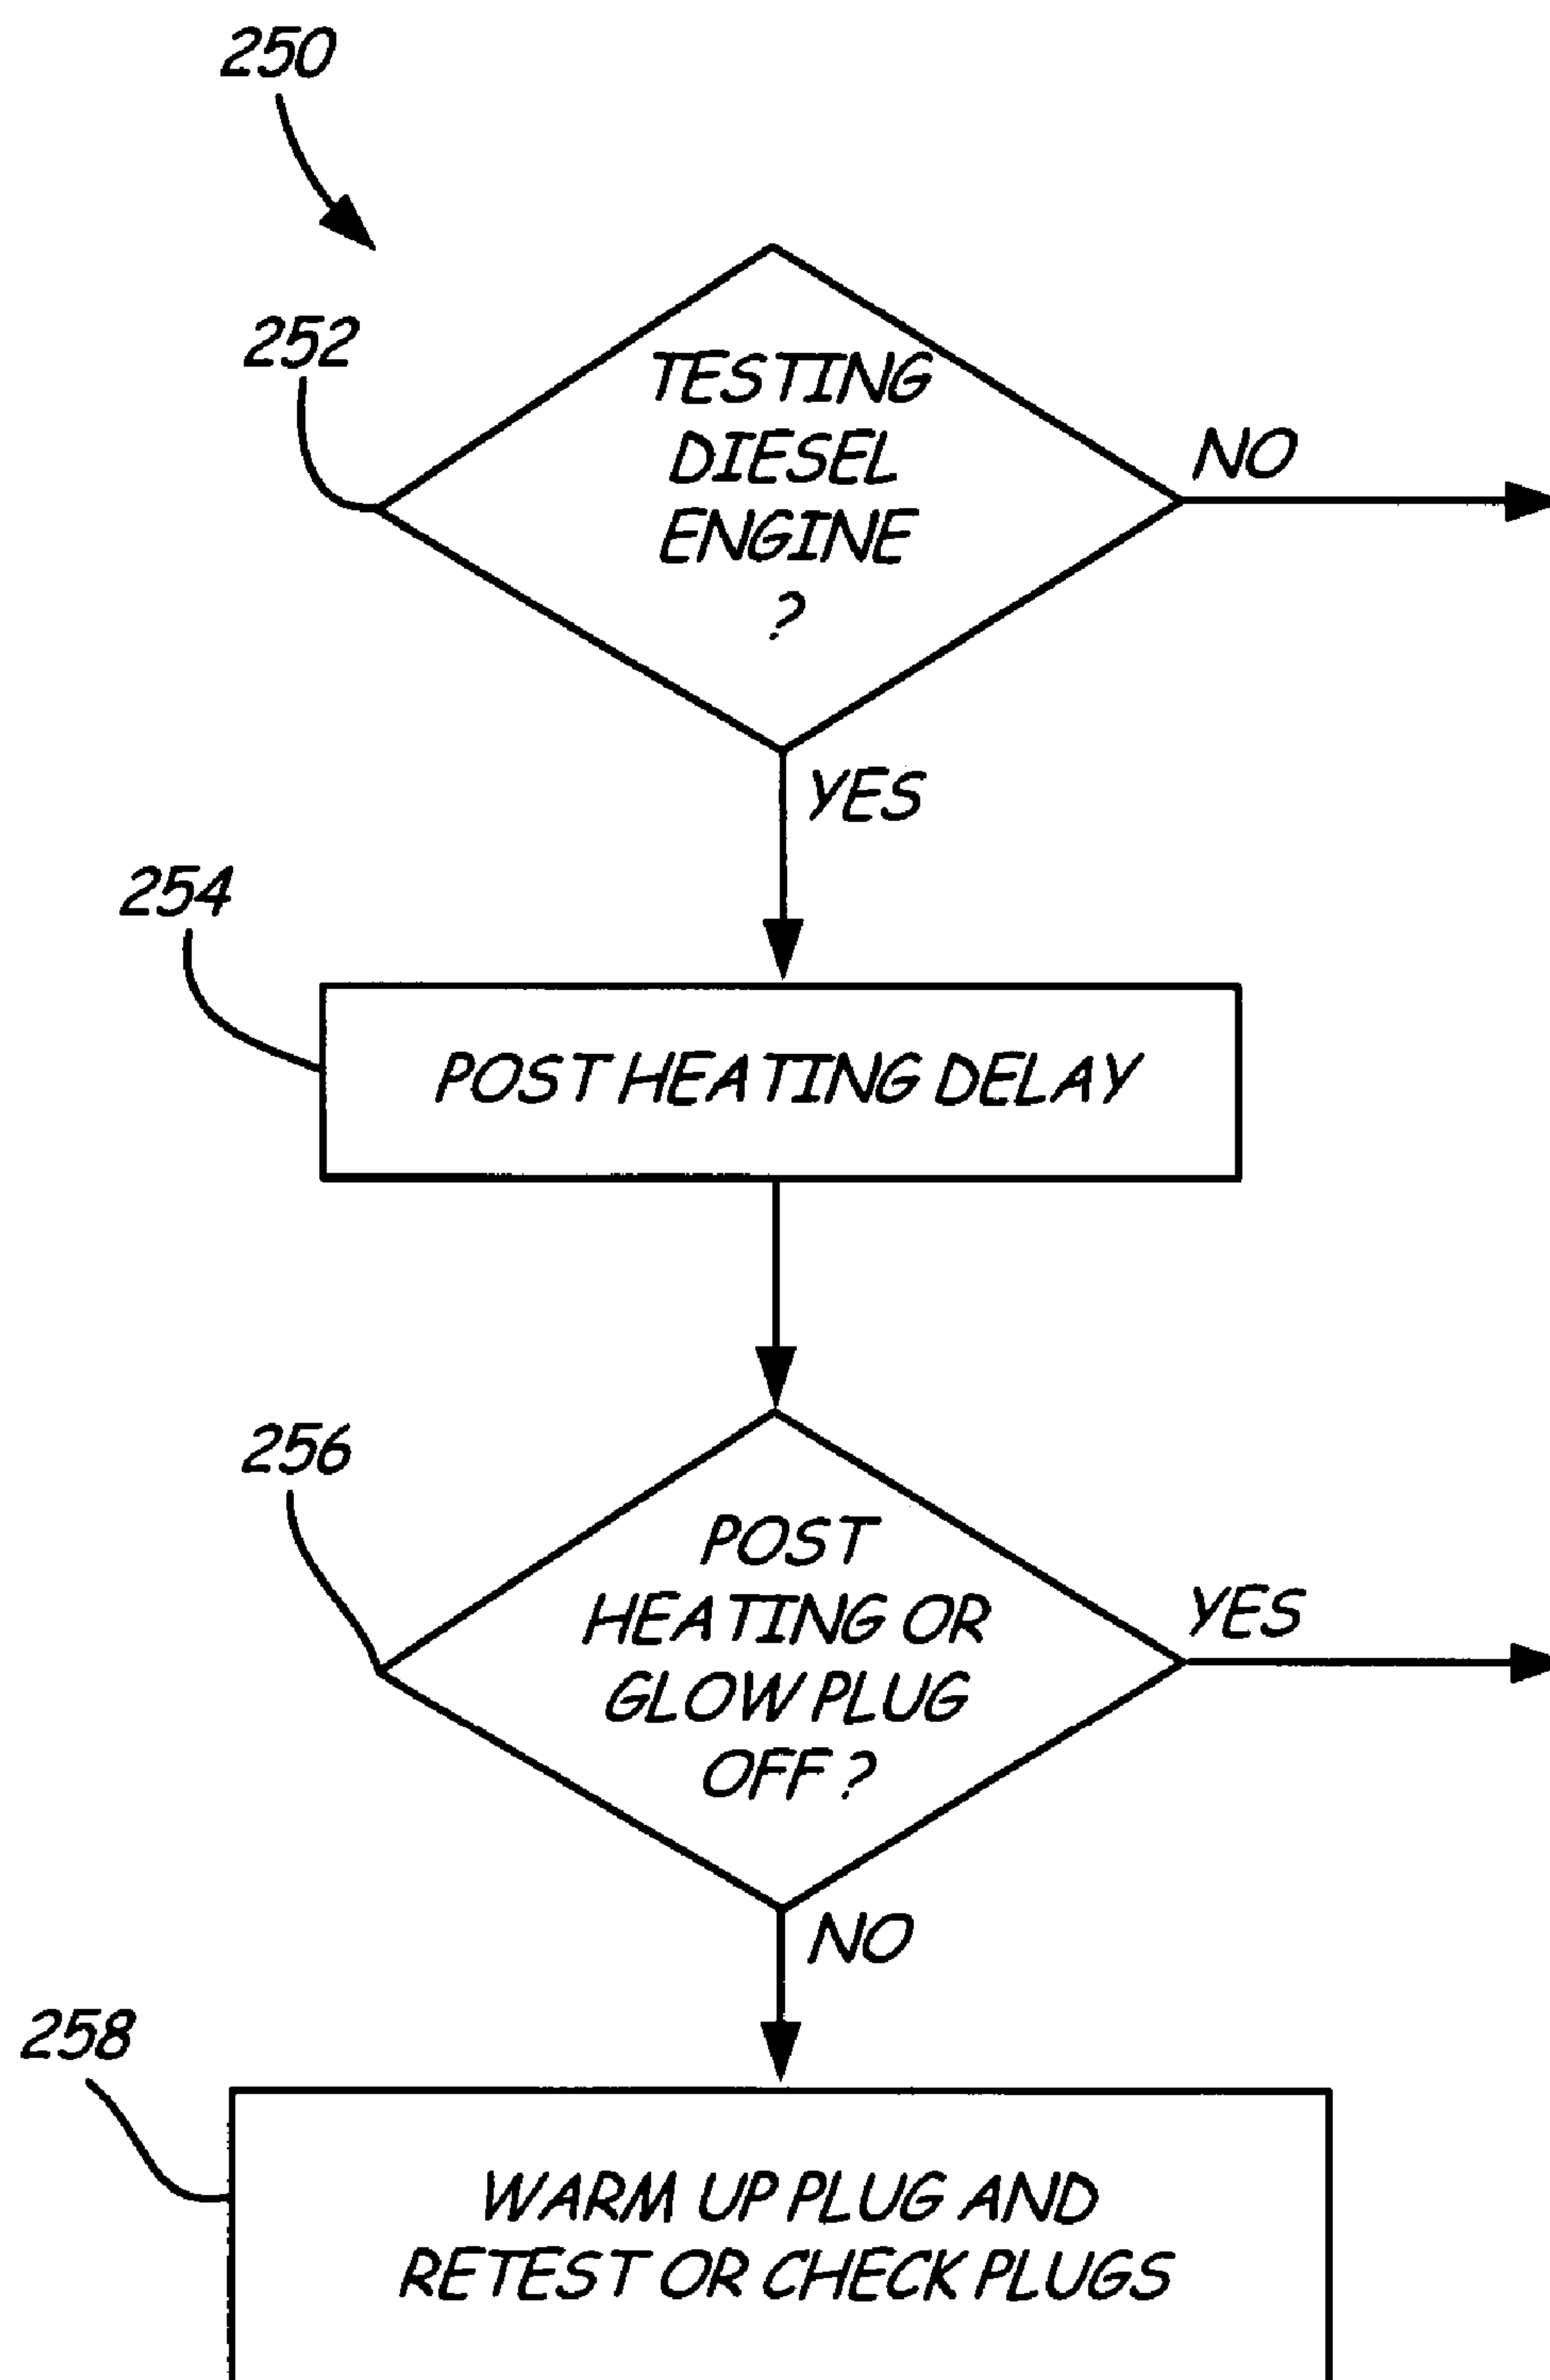 250
252
TESTING
DIESEL
ENGINE
?
NO
YES
254
POST HEATING DELAY
256
POST
HEATING OR
GLOW PLUG
OFF ?
YES
NO
258
WARM UP PLUG AND
RETEST OR CHECK PLUGS